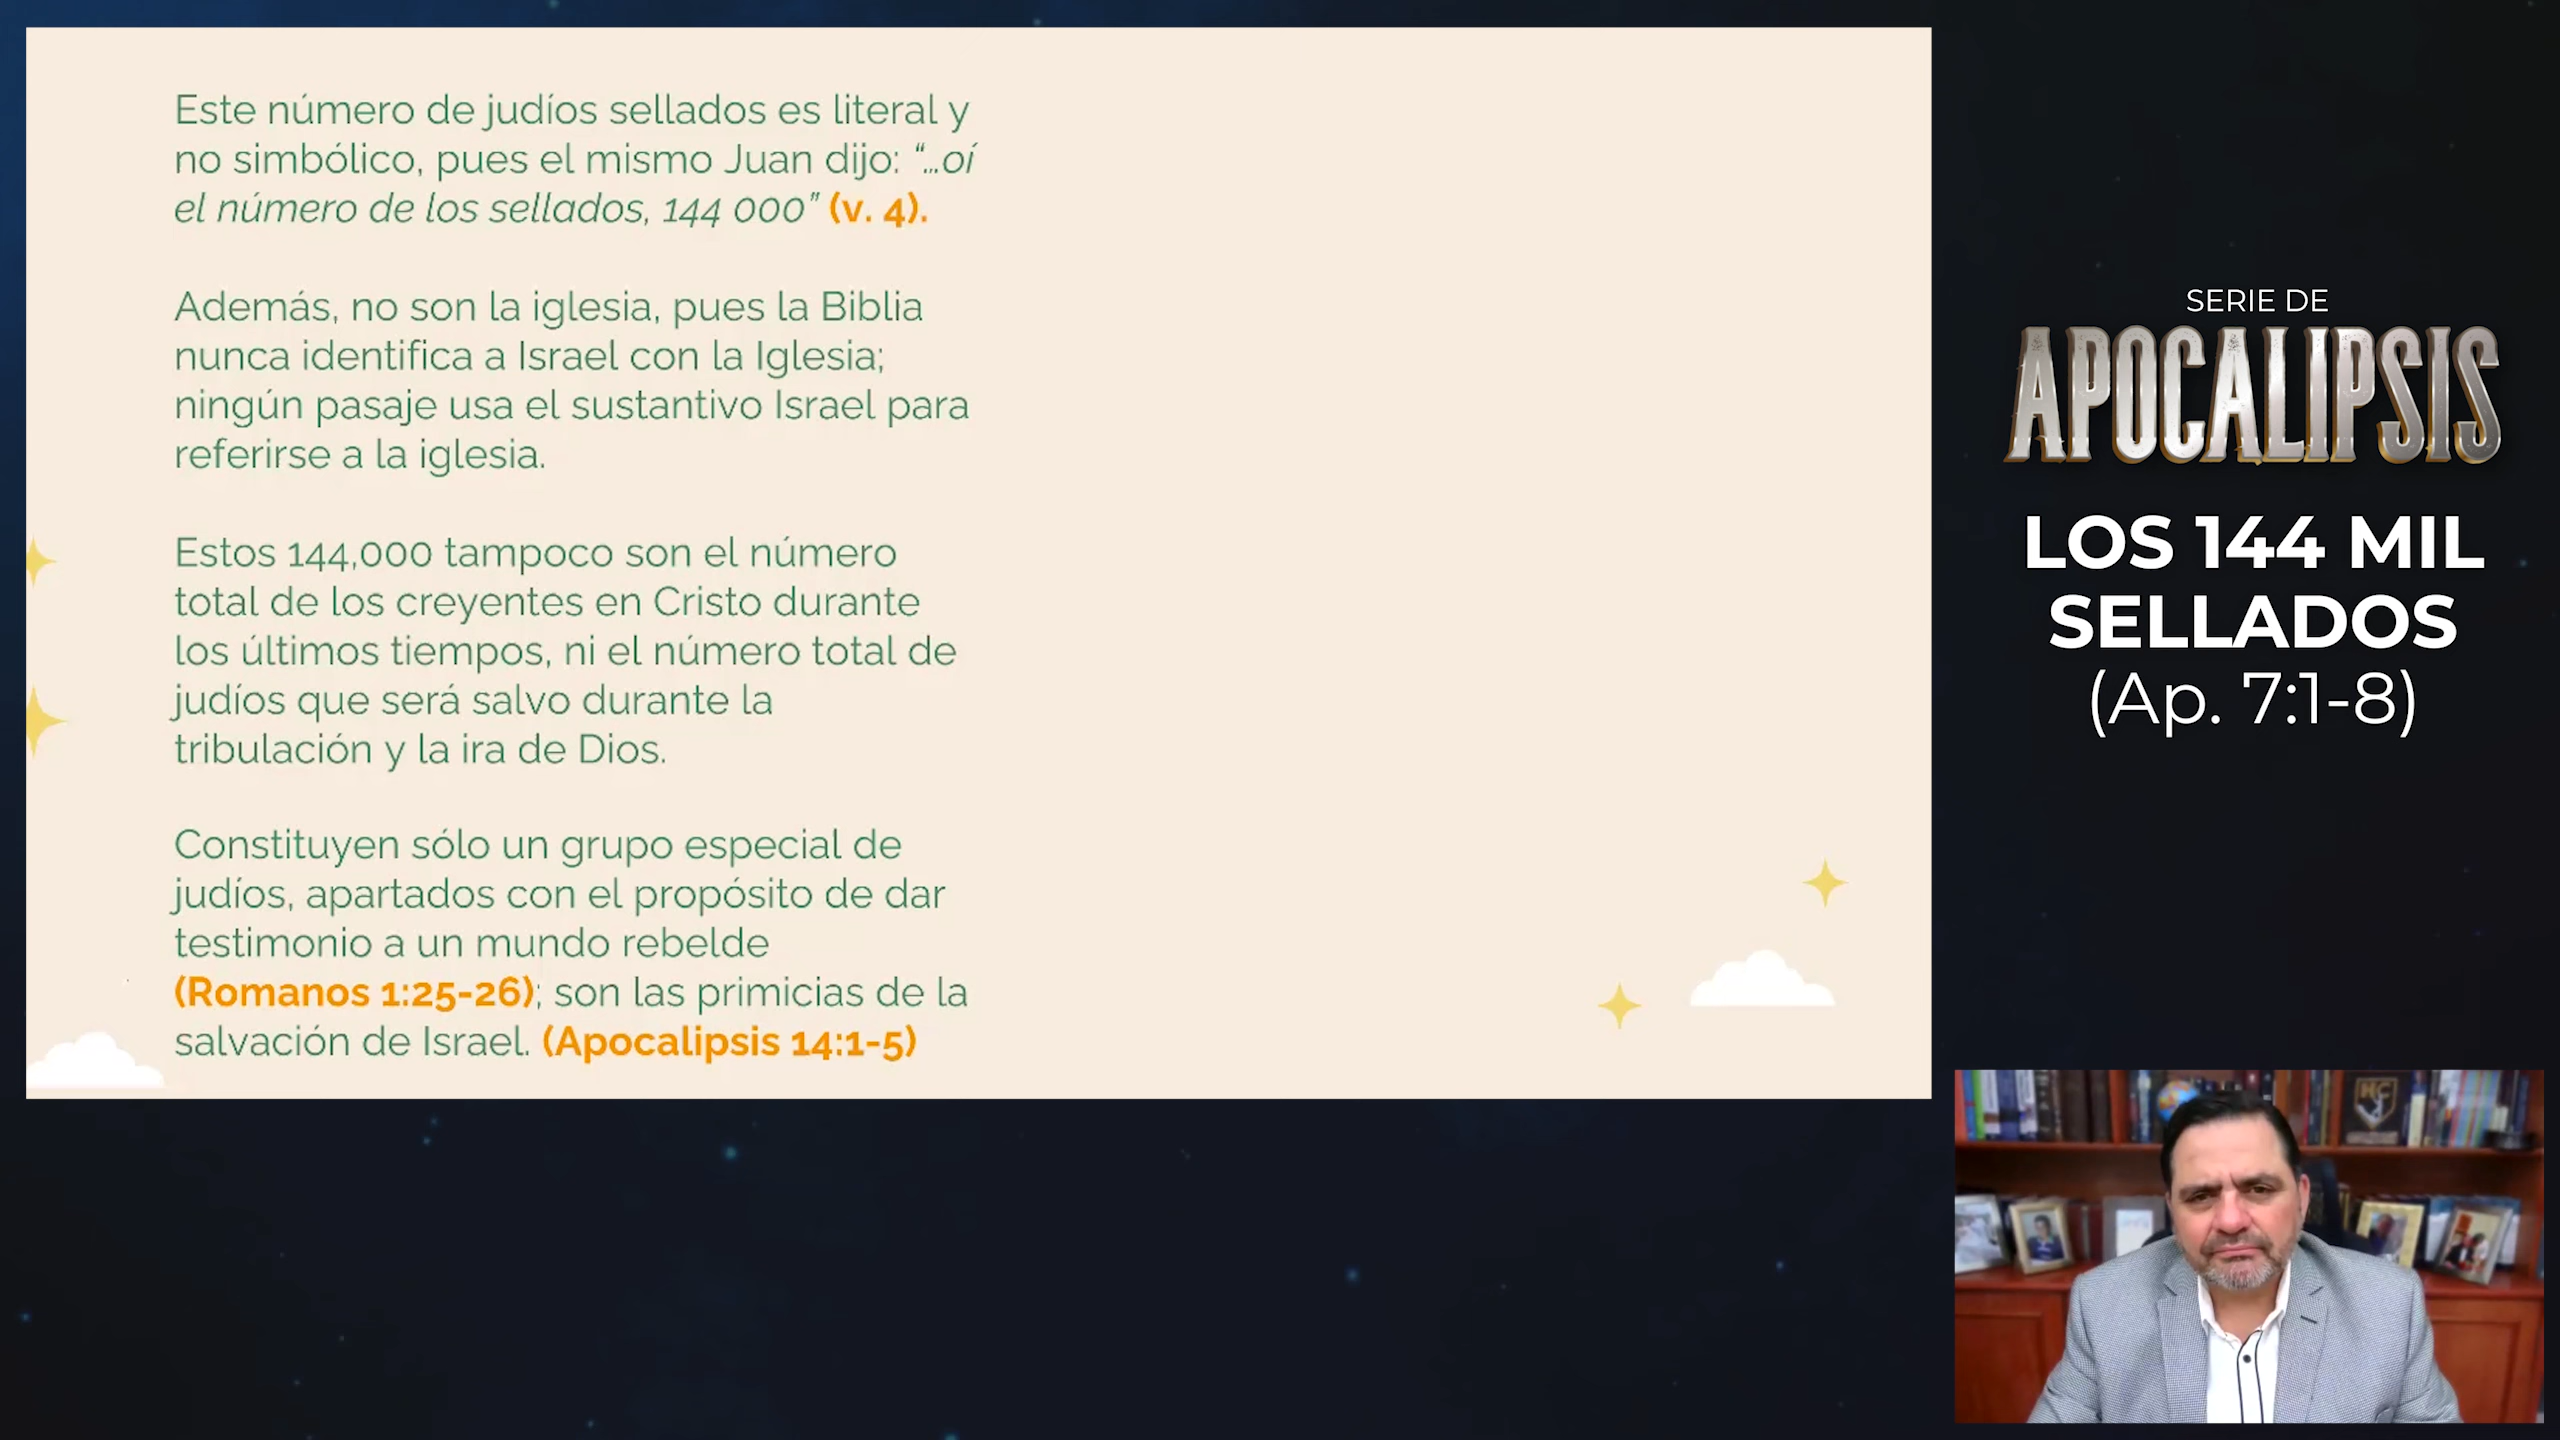 Este número de judíos sellados es literal y
no simbólico, pues el mismo Juan dijo: “...oí
el número de los sellados, 144 000” (v. 4).
Además, no son la iglesia, pues la Biblia
nunca identifica a Israel con la Iglesia;
ningún pasaje usa el sustantivo Israel para
referirse a la iglesia.
Estos 144,000 tampoco son el número
total de los creyentes en Cristo durante
los últimos tiempos, ni el número total de
judíos que será salvo durante la
tribulación y la ira de Dios.
Constituyen sólo un grupo especial de
judíos, apartados con el propósito de dar
testimonio a un mundo rebelde
(Romanos 1:25-26); son las primicias de la
salvación de Israel. (Apocalipsis 14:1-5)
SERIE DE
APOCALIPSIS
LOS 144 MIL
SELLADOS
(Ap. 7:1-8)
HC